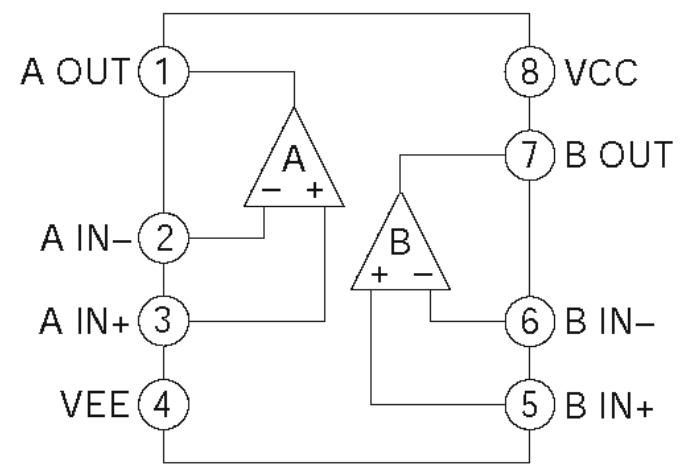 A OUT 1
8 VCC
7 B OUT
A
− +
A IN− 2
B
+ −
A IN+ 3
6 B IN−
VEE 4
5 B IN+